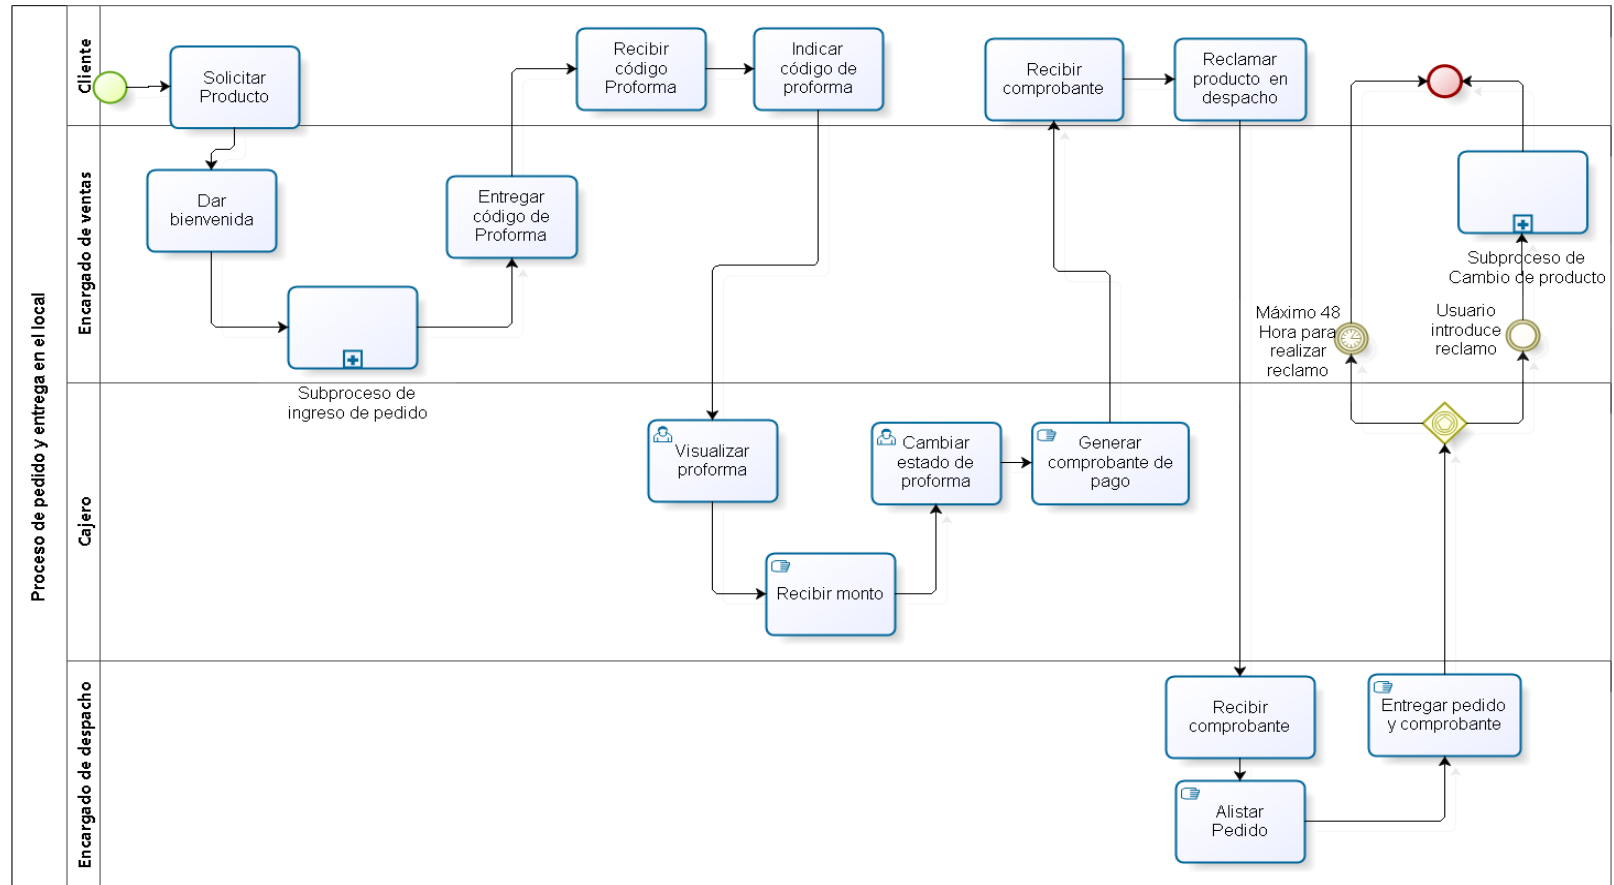 Proceso de pedido y entrega en el local
Cliente
Solicitar
Producto
Recibir
código
Proforma
Indicar
código de
proforma
Recibir
comprobante
Reclamar
producto en
despacho
Encargado de ventas
Dar
bienvenida
Subproceso de
ingreso de pedido
Entregar
código de
Proforma
Máximo 48
Hora para
realizar
reclamo
Usuario
introduce
reclamo
Subproceso de
Cambio de producto
Cajero
Visualizar
proforma
Recibir monto
Cambiar
estado de
proforma
Generar
comprobante de
pago
Encargado de despacho
Recibir
comprobante
Alistar
Pedido
Entregar pedido
y comprobante